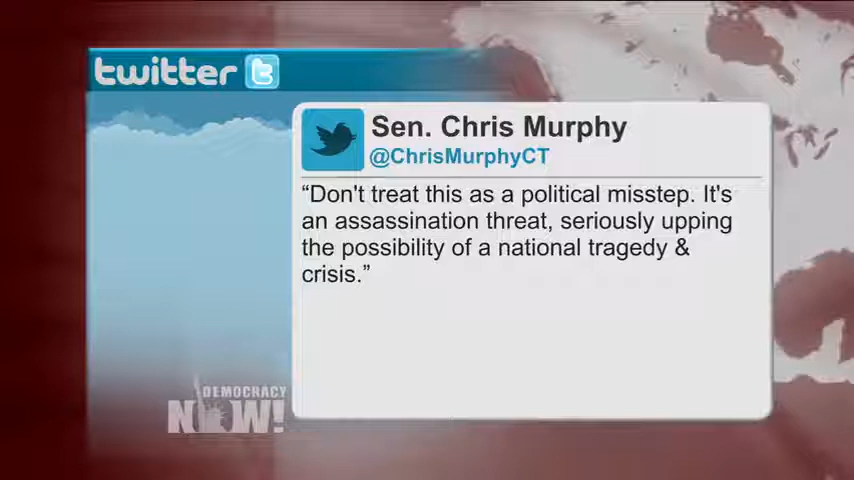 twitter
Sen. Chris Murphy
@ChrisMurphyCT
“Don't treat this as a political misstep. It's
an assassination threat, seriously upping
the possibility of a national tragedy &
crisis.”
DEMOCRACY
NOW!